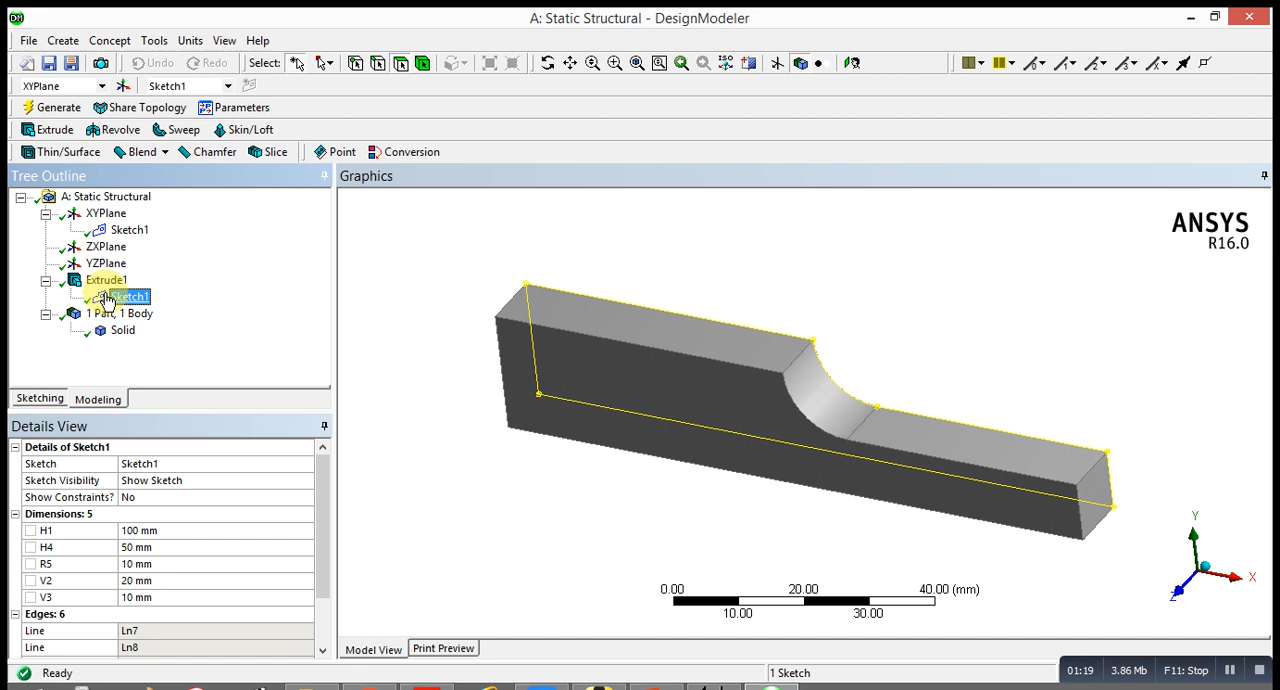 DM A: Static Structural - DesignModeler
File Create Concept Tools Units View Help
Undo Redo Select: ISO
XYPlane Sketch1
Generate Share Topology Parameters
Extrude Revolve Sweep Skin/Loft
Thin/Surface Blend Chamfer Slice Point Conversion
Tree Outline
A: Static Structural
XYPlane
Sketch1
ZXPlane
YZPlane
Extrude1
Sketch1
1 Part, 1 Body
Solid
Sketching Modeling
Details View
Details of Sketch1
Sketch Sketch1
Sketch Visibility Show Sketch
Show Constraints? No
Dimensions: 5
H1 100 mm
H4 50 mm
R5 10 mm
V2 20 mm
V3 10 mm
Edges: 6
Line Ln7
Line Ln8
Graphics
ANSYS
R16.0
0.00 20.00 40.00 (mm)
10.00 30.00
Y
X
Z
Model View Print Preview
Ready 1 Sketch 01:19 3.86 Mb F11: Stop